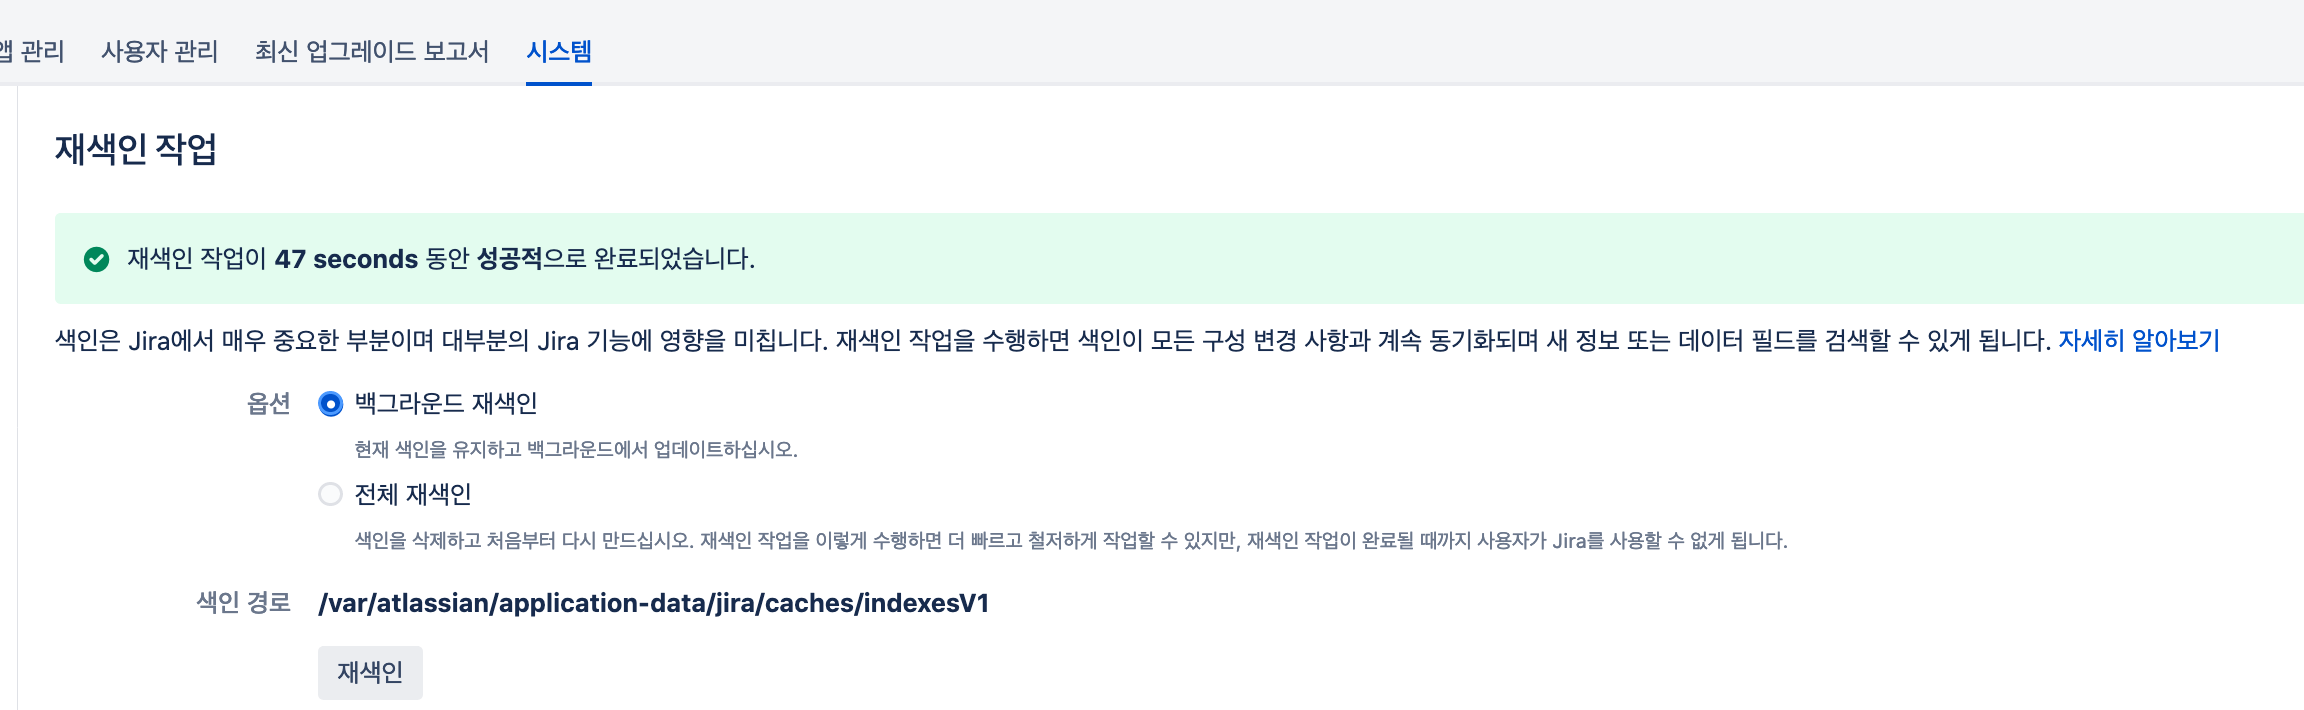 앱 관리 사용자 관리 최신 업그레이드 보고서 시스템
재색인 작업
재색인 작업이 47 seconds 동안 성공적으로 완료되었습니다.
색인은 Jira에서 매우 중요한 부분이며 대부분의 Jira 기능에 영향을 미칩니다. 재색인 작업을 수행하면 색인이 모든 구성 변경 사항과 계속 동기화되며 새 정보 또는 데이터 필드를 검색할 수 있게 됩니다. 자세히 알아보기
옵션 백그라운드 재색인
현재 색인을 유지하고 백그라운드에서 업데이트하십시오.
전체 재색인
색인을 삭제하고 처음부터 다시 만드십시오. 재색인 작업을 이렇게 수행하면 더 빠르고 철저하게 작업할 수 있지만, 재색인 작업이 완료될 때까지 사용자가 Jira를 사용할 수 없게 됩니다.
색인 경로 /var/atlassian/application-data/jira/caches/indexesV1
재색인